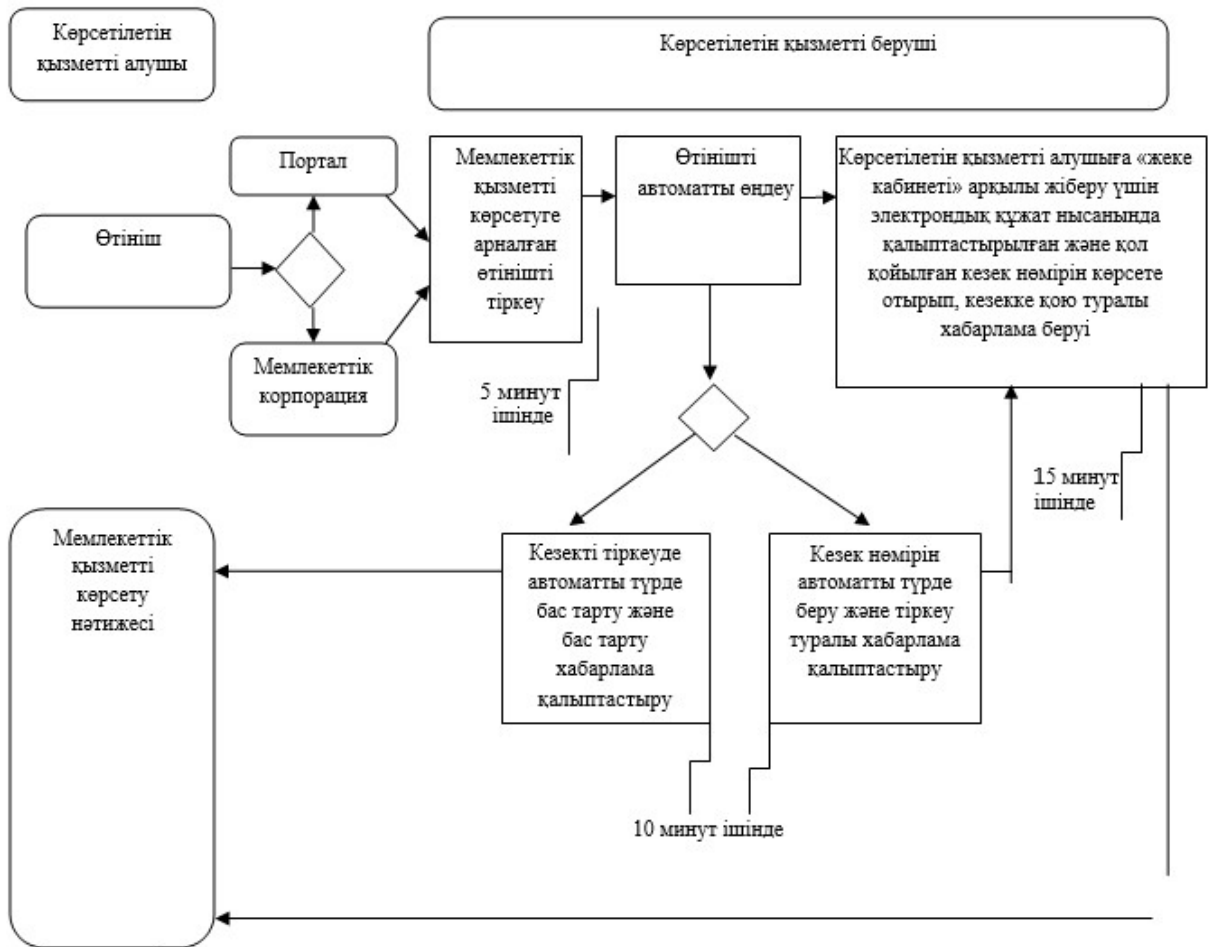 Көрсетілетін
қызметті алушы
Көрсетілетін қызметті беруші
Өтініш
Портал
Мемлекеттік
корпорация
Мемлекеттік
қызметті
көрсетуге
арналған
өтінішті
тіркеу
5 минут
ішінде
Өтінішті
автоматты өңдеу
Көрсетілетін қызметті алушыға «жеке
кабинеті» арқылы жіберу үшін
электрондық құжат нысанында
қалыптастырылған және қол
қойылған кезек нөмірін көрсете
отырып, кезекке қою туралы
хабарлама беруі
15 минут
ішінде
Мемлекеттік
қызметті
көрсету
нәтижесі
Кезекті тіркеуде
автоматты түрде
бас тарту және
бас тарту
хабарлама
қалыптастыру
Кезек нөмірін
автоматты түрде
беру және тіркеу
туралы хабарлама
қалыптастыру
10 минут ішінде